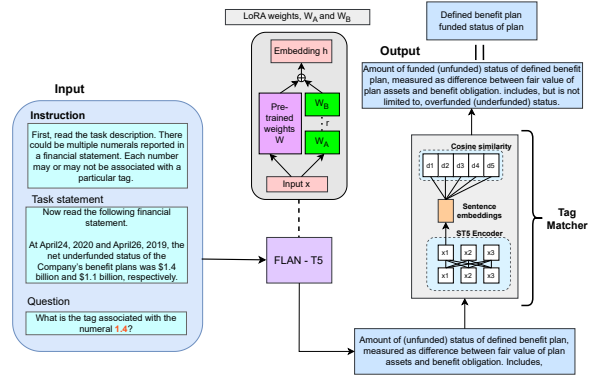 LoRA weights, W_A and W_B
Defined benefit plan
funded status of plan
Output
Embedding h
Amount of funded (unfunded) status of defined benefit
plan, measured as difference between fair value of
plan assets and benefit obligation. includes, but is not
limited to, overfunded (underfunded) status.
Input
Instruction
First, read the task description. There
could be multiple numerals reported in
a financial statement. Each number
may or may not be associated with a
particular tag.
Pre-
trained
weights
W
W_B
r
W_A
Input x
Cosine similarity
d1 d2 d3 d4 d5
Sentence
embeddings
ST5 Encoder
x1 x2 x3
x1 x2 x3
Tag
Matcher
Task statement
Now read the following financial
statement.
At April24, 2020 and April26, 2019, the
net underfunded status of the
Company's benefit plans was $1.4
billion and $1.1 billion, respectively.
FLAN - T5
Question
What is the tag associated with the
numeral 1.4?
Amount of (unfunded) status of defined benefit plan,
measured as difference between fair value of plan
assets and benefit obligation. Includes,